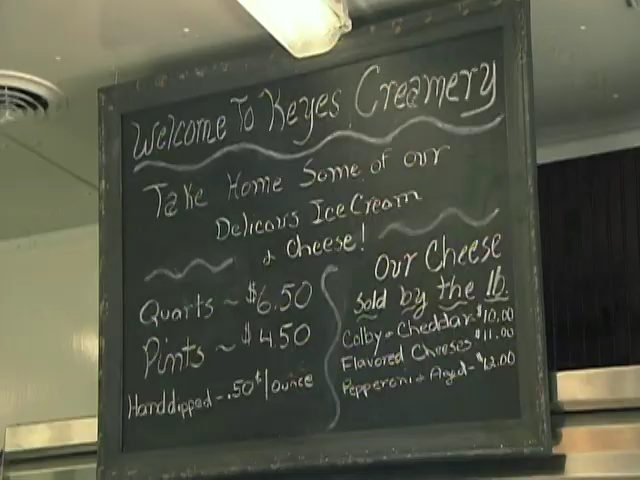 Welcome To Keyes Creamery
Take Home Some of our
Delicous Ice Cream
& Cheese!
Quarts ~ $6.50
Pints ~ $4.50
Handdipped - .50¢/ounce
Our Cheese
Sold by the lb.
Colby - Cheddar - $10.00
Flavored Cheeses $11.00
Pepperoni & Aged - $12.00